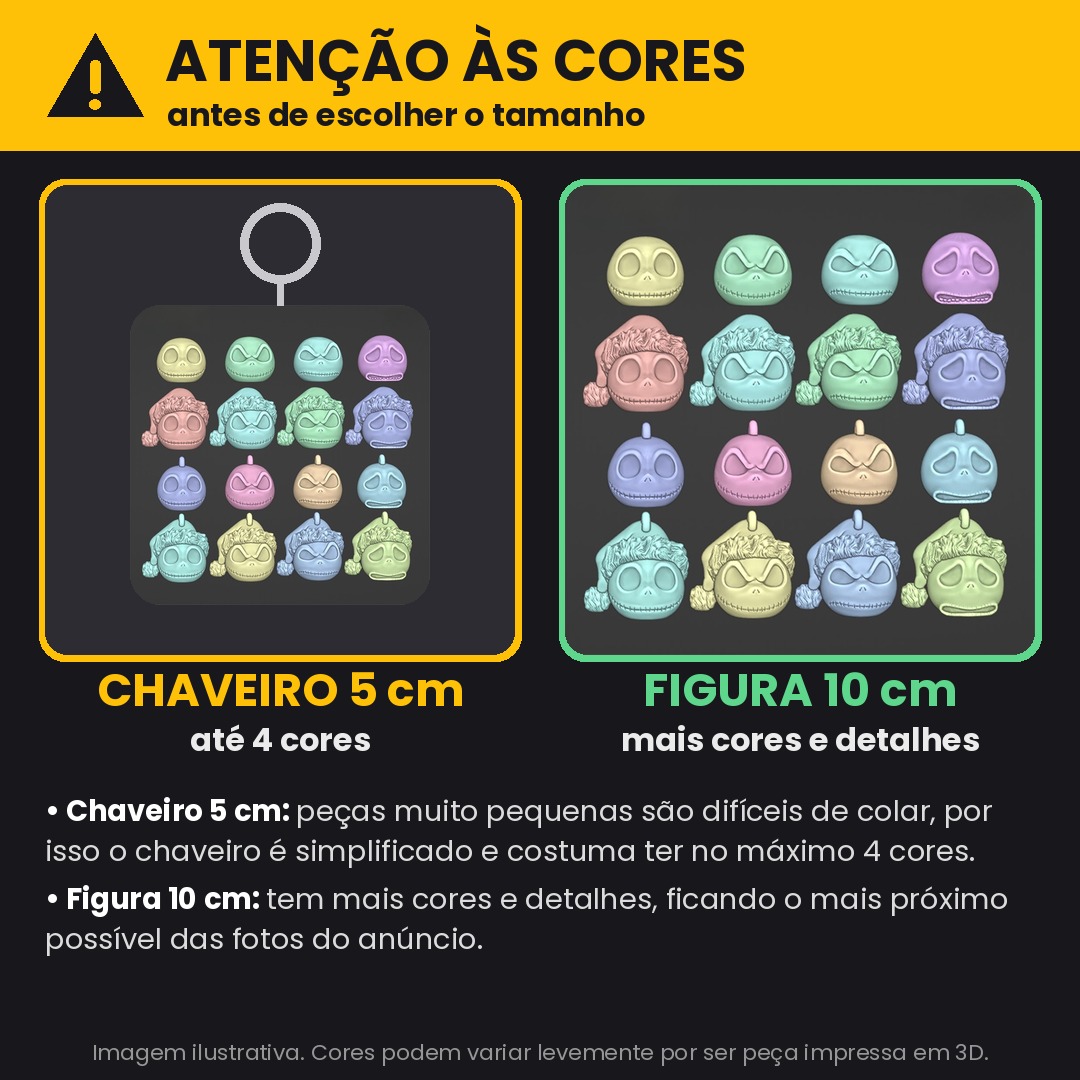 ATENÇÃO ÀS CORES
antes de escolher o tamanho
CHAVEIRO 5 cm
até 4 cores
FIGURA 10 cm
mais cores e detalhes
• Chaveiro 5 cm: peças muito pequenas são difíceis de colar, por
isso o chaveiro é simplificado e costuma ter no máximo 4 cores.
• Figura 10 cm: tem mais cores e detalhes, ficando o mais próximo
possível das fotos do anúncio.
Imagem ilustrativa. Cores podem variar levemente por ser peça impressa em 3D.